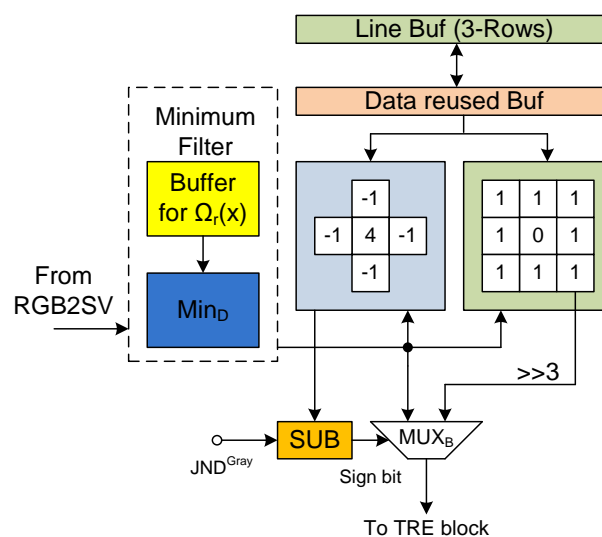 Line Buf (3-Rows)
Data reused Buf
Minimum
Filter
Buffer
for Ωr(x)
MinD
From
RGB2SV
-1
-1 4 -1
-1
1 1 1
1 0 1
1 1 1
>>3
SUB
MUXB
JNDGray
Sign bit
To TRE block